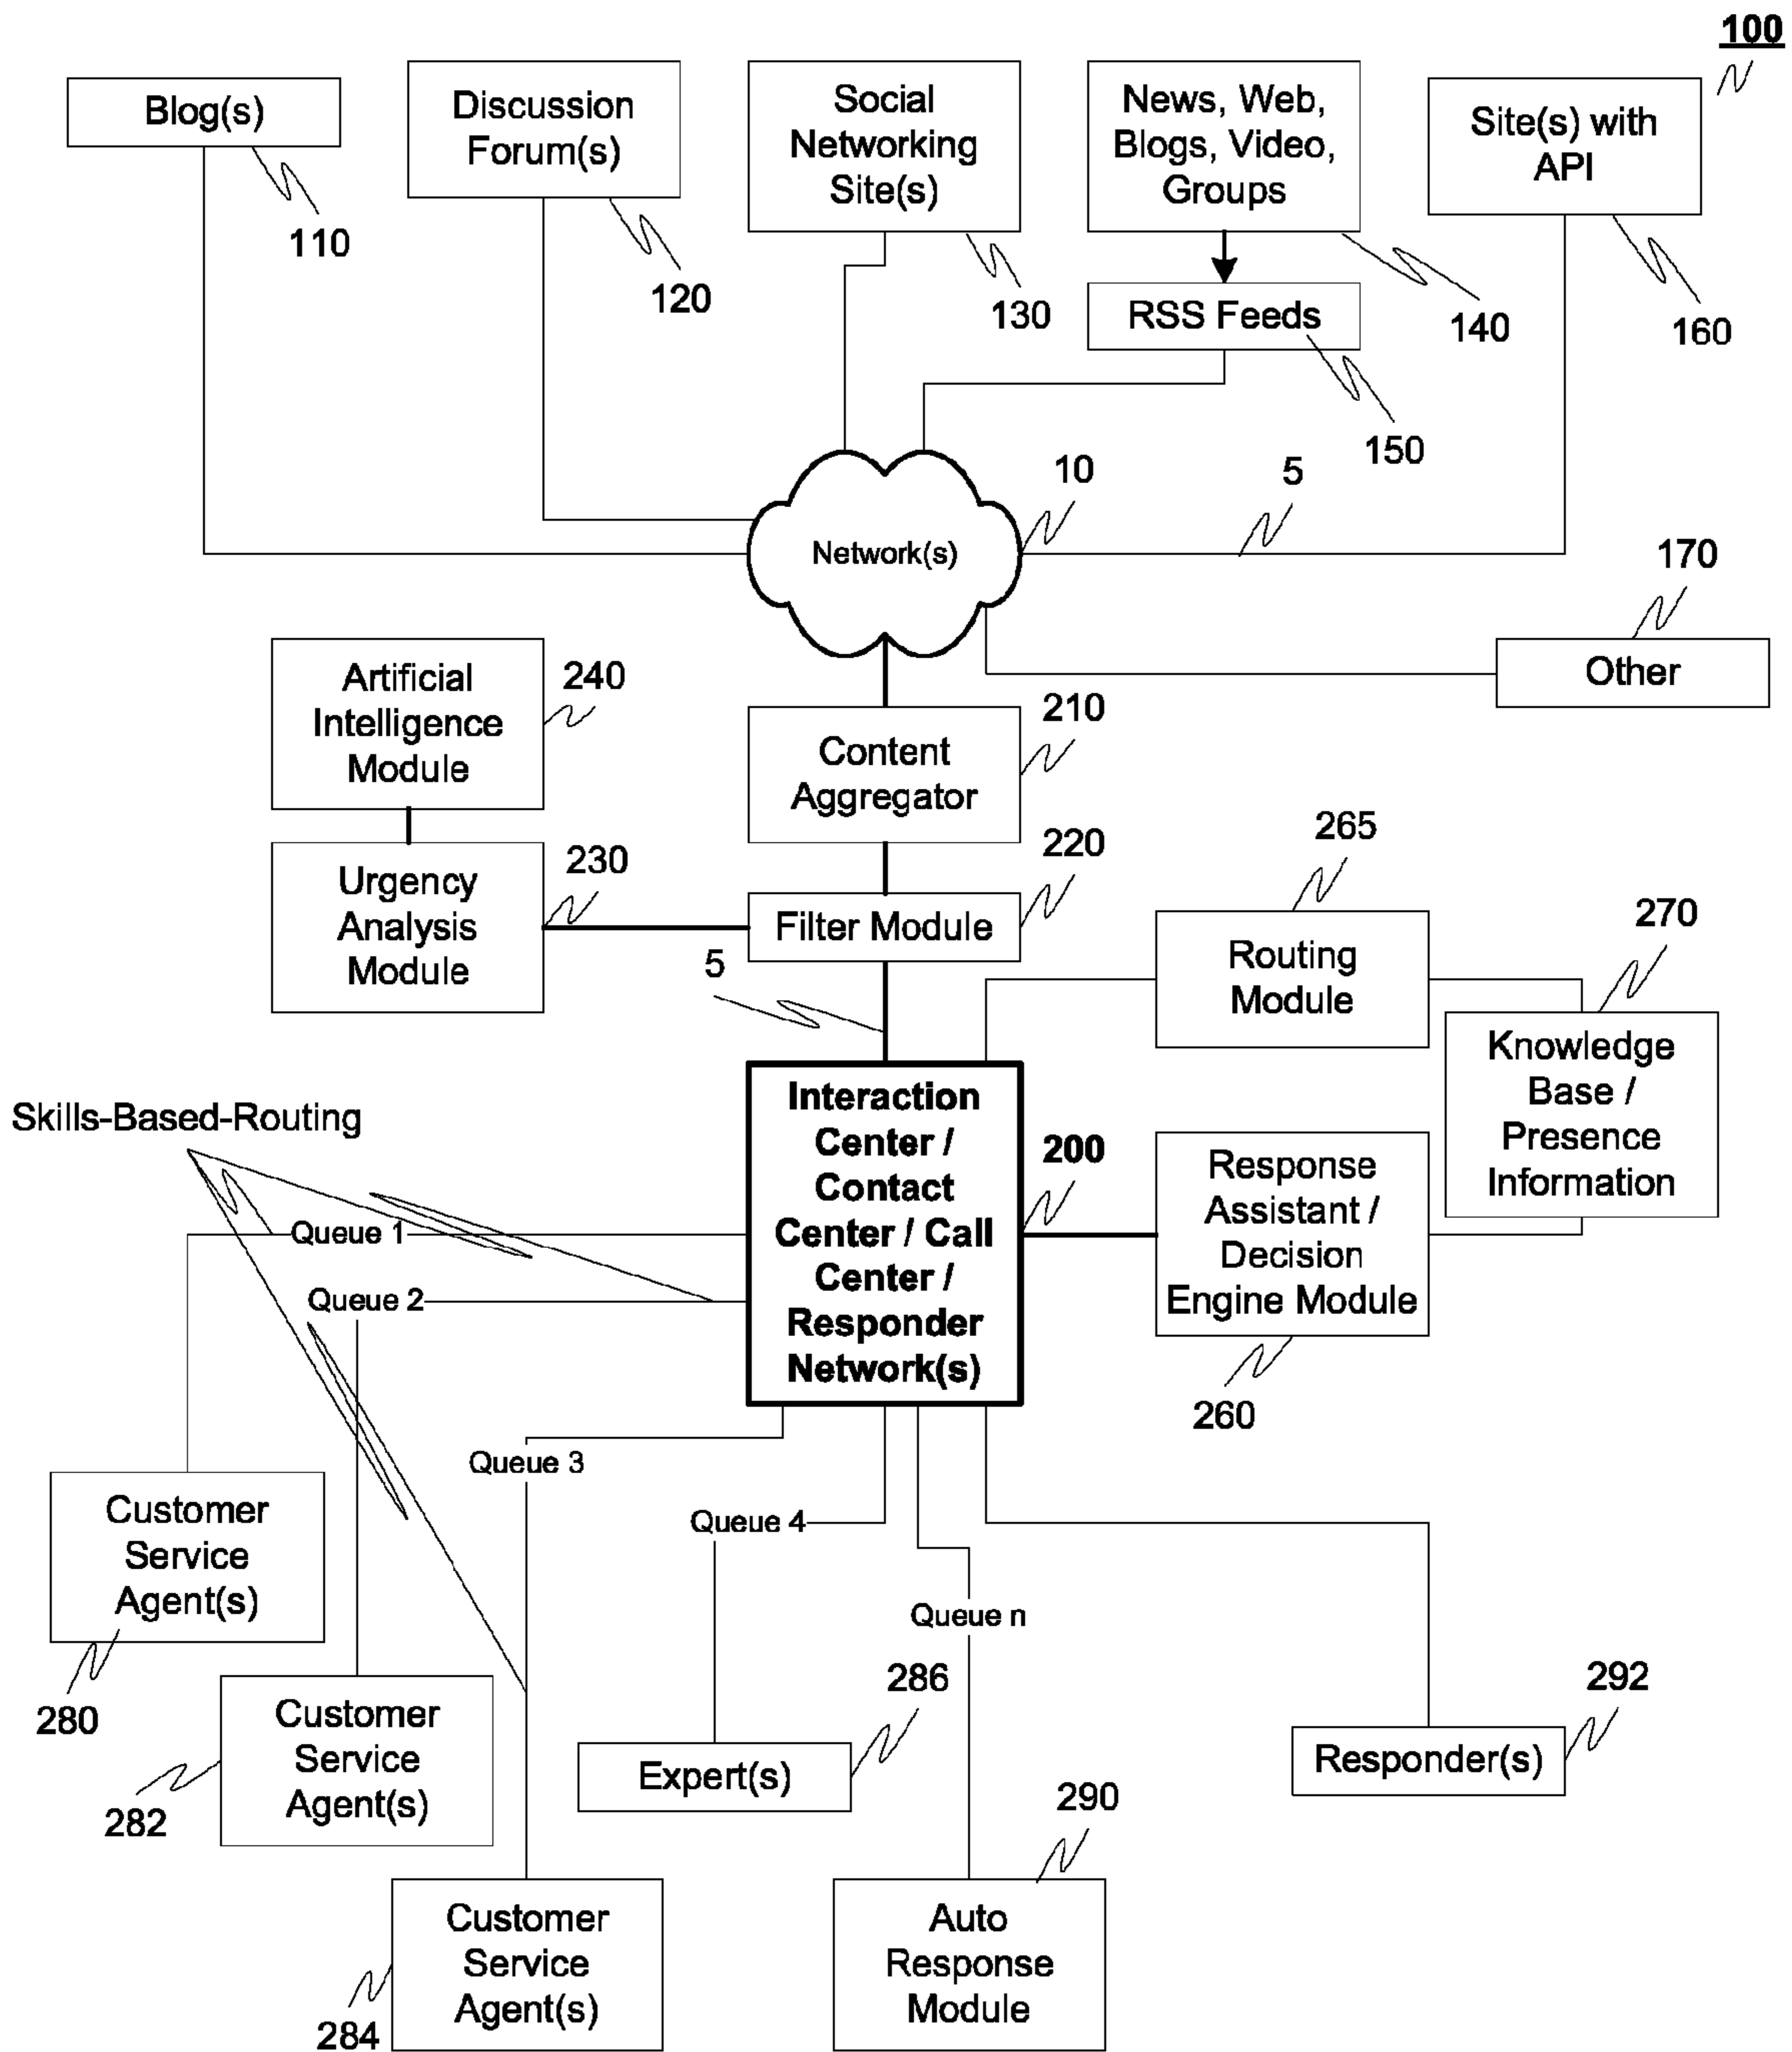 100
Blog(s)
110
Discussion
Forum(s)
120
Social
Networking
Site(s)
130
News, Web,
Blogs, Video,
Groups
140
RSS Feeds
150
Site(s) with
API
160
Network(s)
10
5
Other
170
Artificial
Intelligence
Module
240
Content
Aggregator
210
Urgency
Analysis
Module
230
Filter Module
220
5
Routing
Module
265
Knowledge
Base /
Presence
Information
270
Skills-Based-Routing
Interaction
Center /
Contact
Center / Call
Center /
Responder
Network(s)
200
Response
Assistant /
Decision
Engine Module
260
Queue 1
Queue 2
Queue 3
Queue 4
Queue n
Customer
Service
Agent(s)
280
Customer
Service
Agent(s)
282
Customer
Service
Agent(s)
284
Expert(s)
286
Auto
Response
Module
290
Responder(s)
292